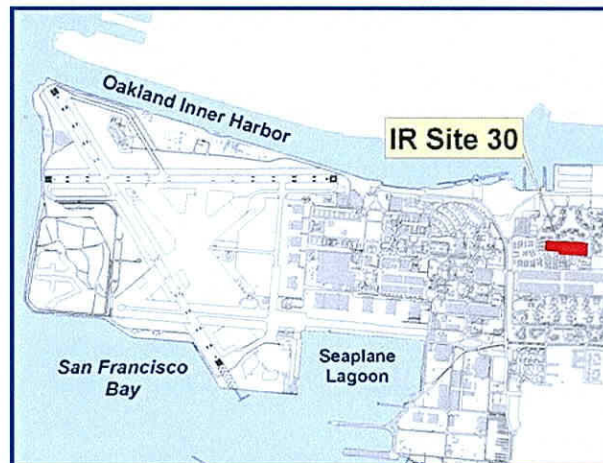 Oakland Inner Harbor
IR Site 30
San Francisco
Bay
Seaplane
Lagoon